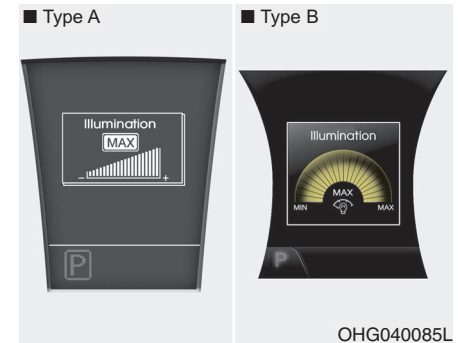 ■ Type A
Illumination
MAX
- +
P
■ Type B
Illumination
MAX
MIN MAX
P
OHG040085L